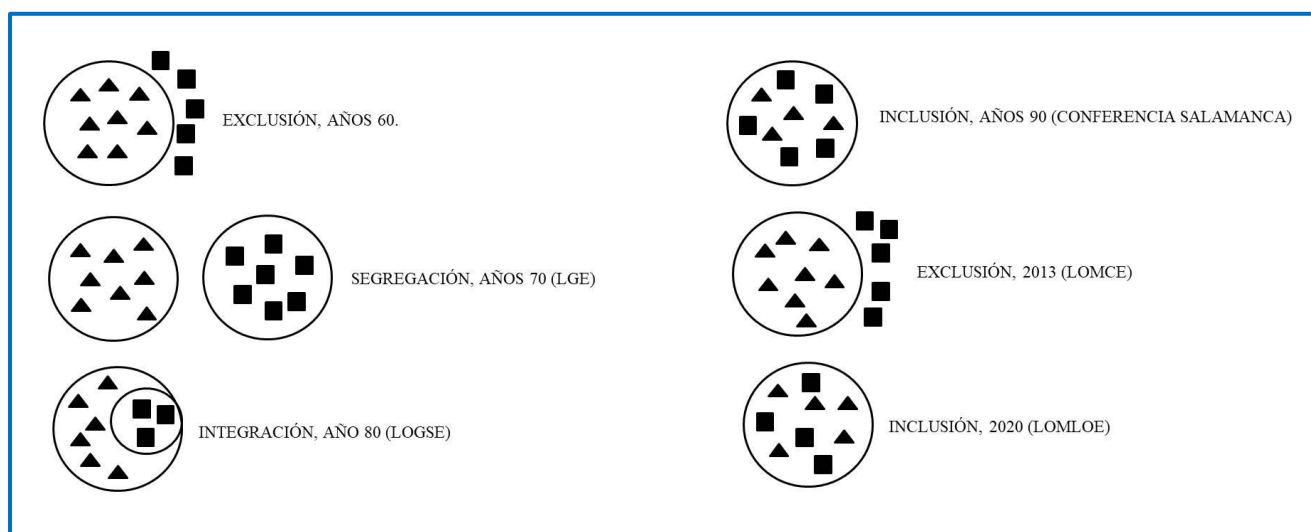 EXCLUSIÓN, AÑOS 60.
SEGREGACIÓN, AÑOS 70 (LGE)
INTEGRACIÓN, AÑO 80 (LOGSE)
INCLUSIÓN, AÑOS 90 (CONFERENCIA SALAMANCA)
EXCLUSIÓN, 2013 (LOMCE)
INCLUSIÓN, 2020 (LOMLOE)